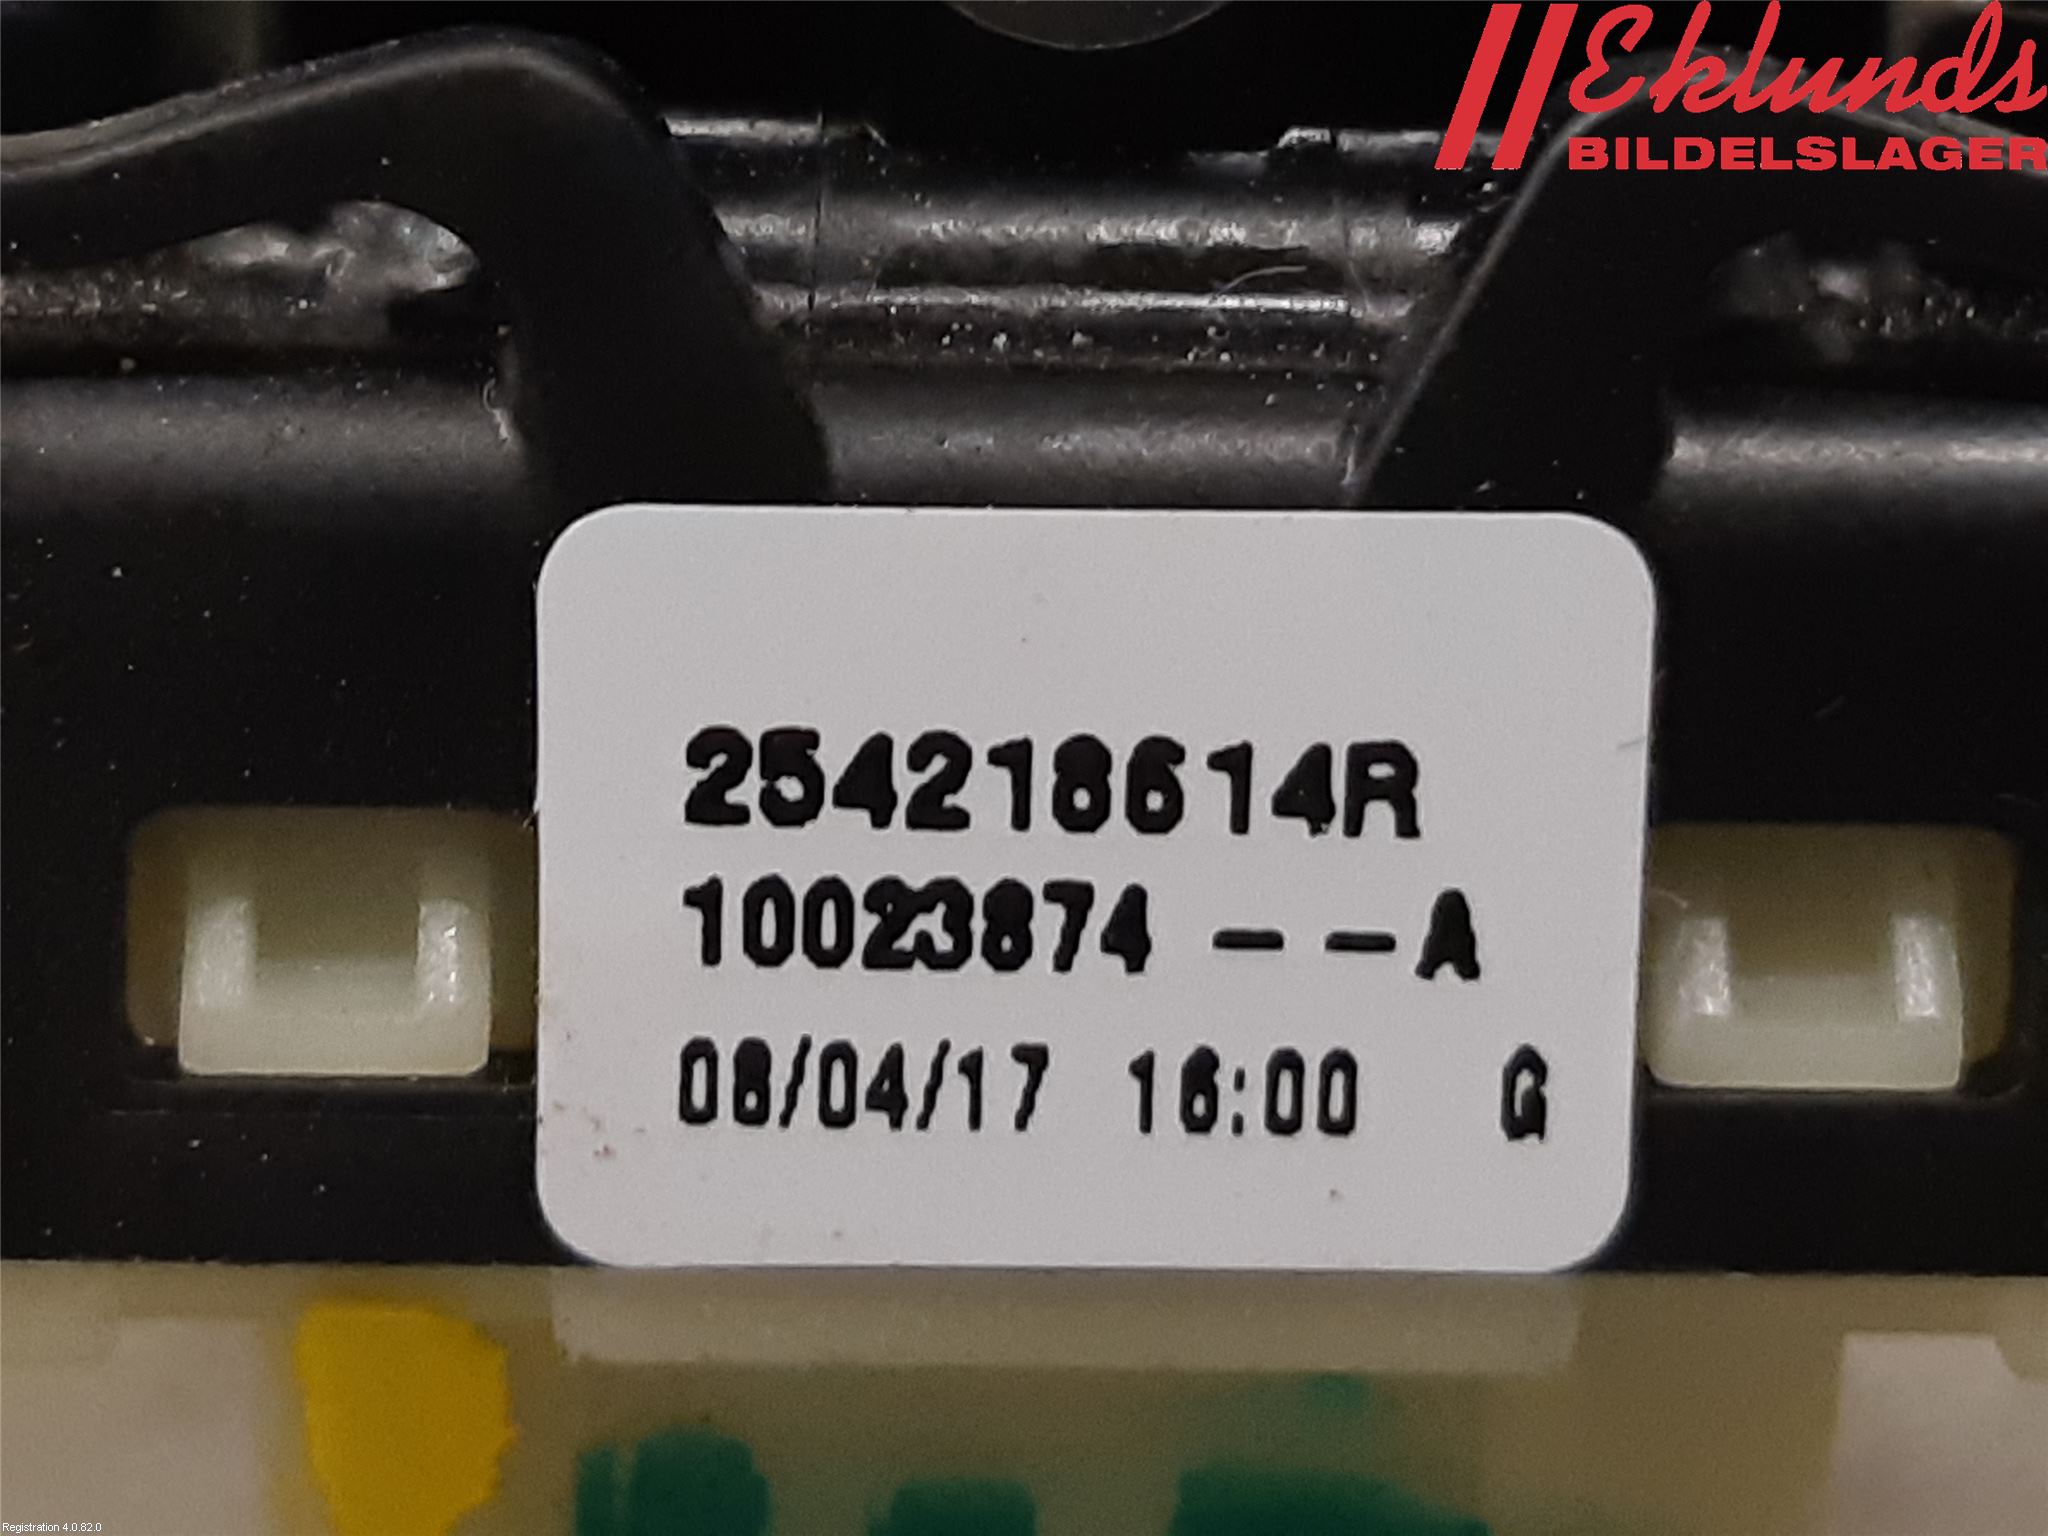 Eklunds
BILDELSLAGER
254218614R
10023874 --A
08/04/17 16:00 G
Registration 4.0.82.0